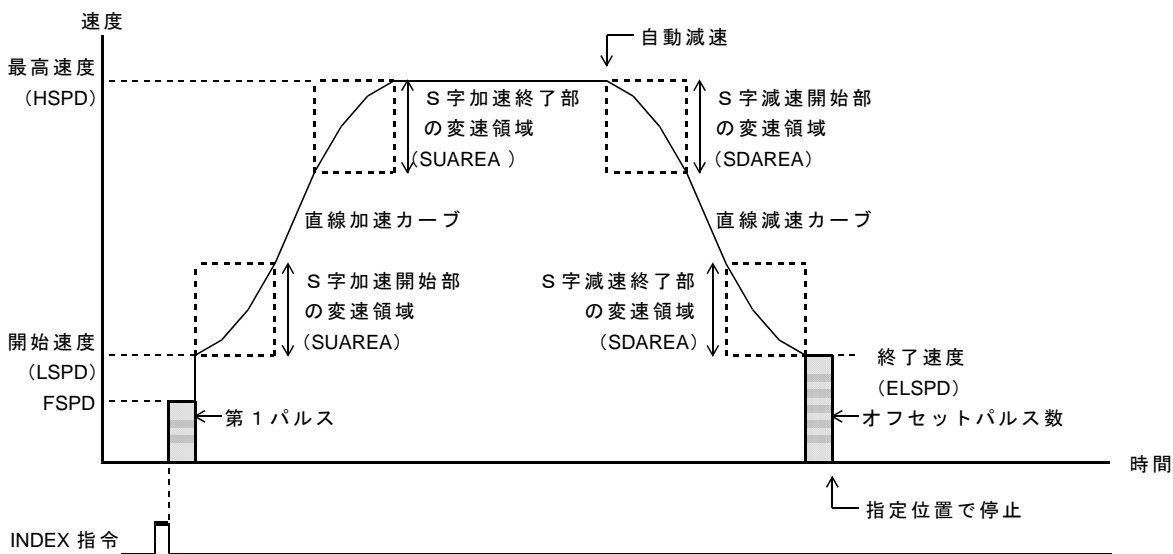 速度
自動減速
最高速度
(HSPD)
S字加速終了部
の変速領域
(SUAREA )
S字減速開始部
の変速領域
(SDAREA)
直線加速カーブ
直線減速カーブ
S字加速開始部
の変速領域
(SUAREA)
S字減速終了部
の変速領域
(SDAREA)
開始速度
(LSPD)
終了速度
(ELSPD)
FSPD
第1パルス
オフセットパルス数
時間
指定位置で停止
INDEX 指令